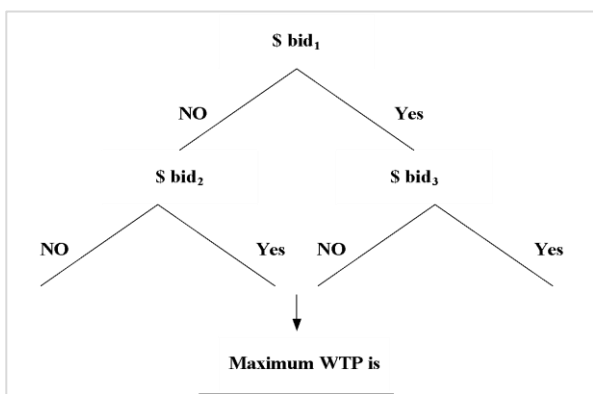 $ bid₁
NO Yes
$ bid₂ $ bid₃
NO Yes NO Yes
Maximum WTP is